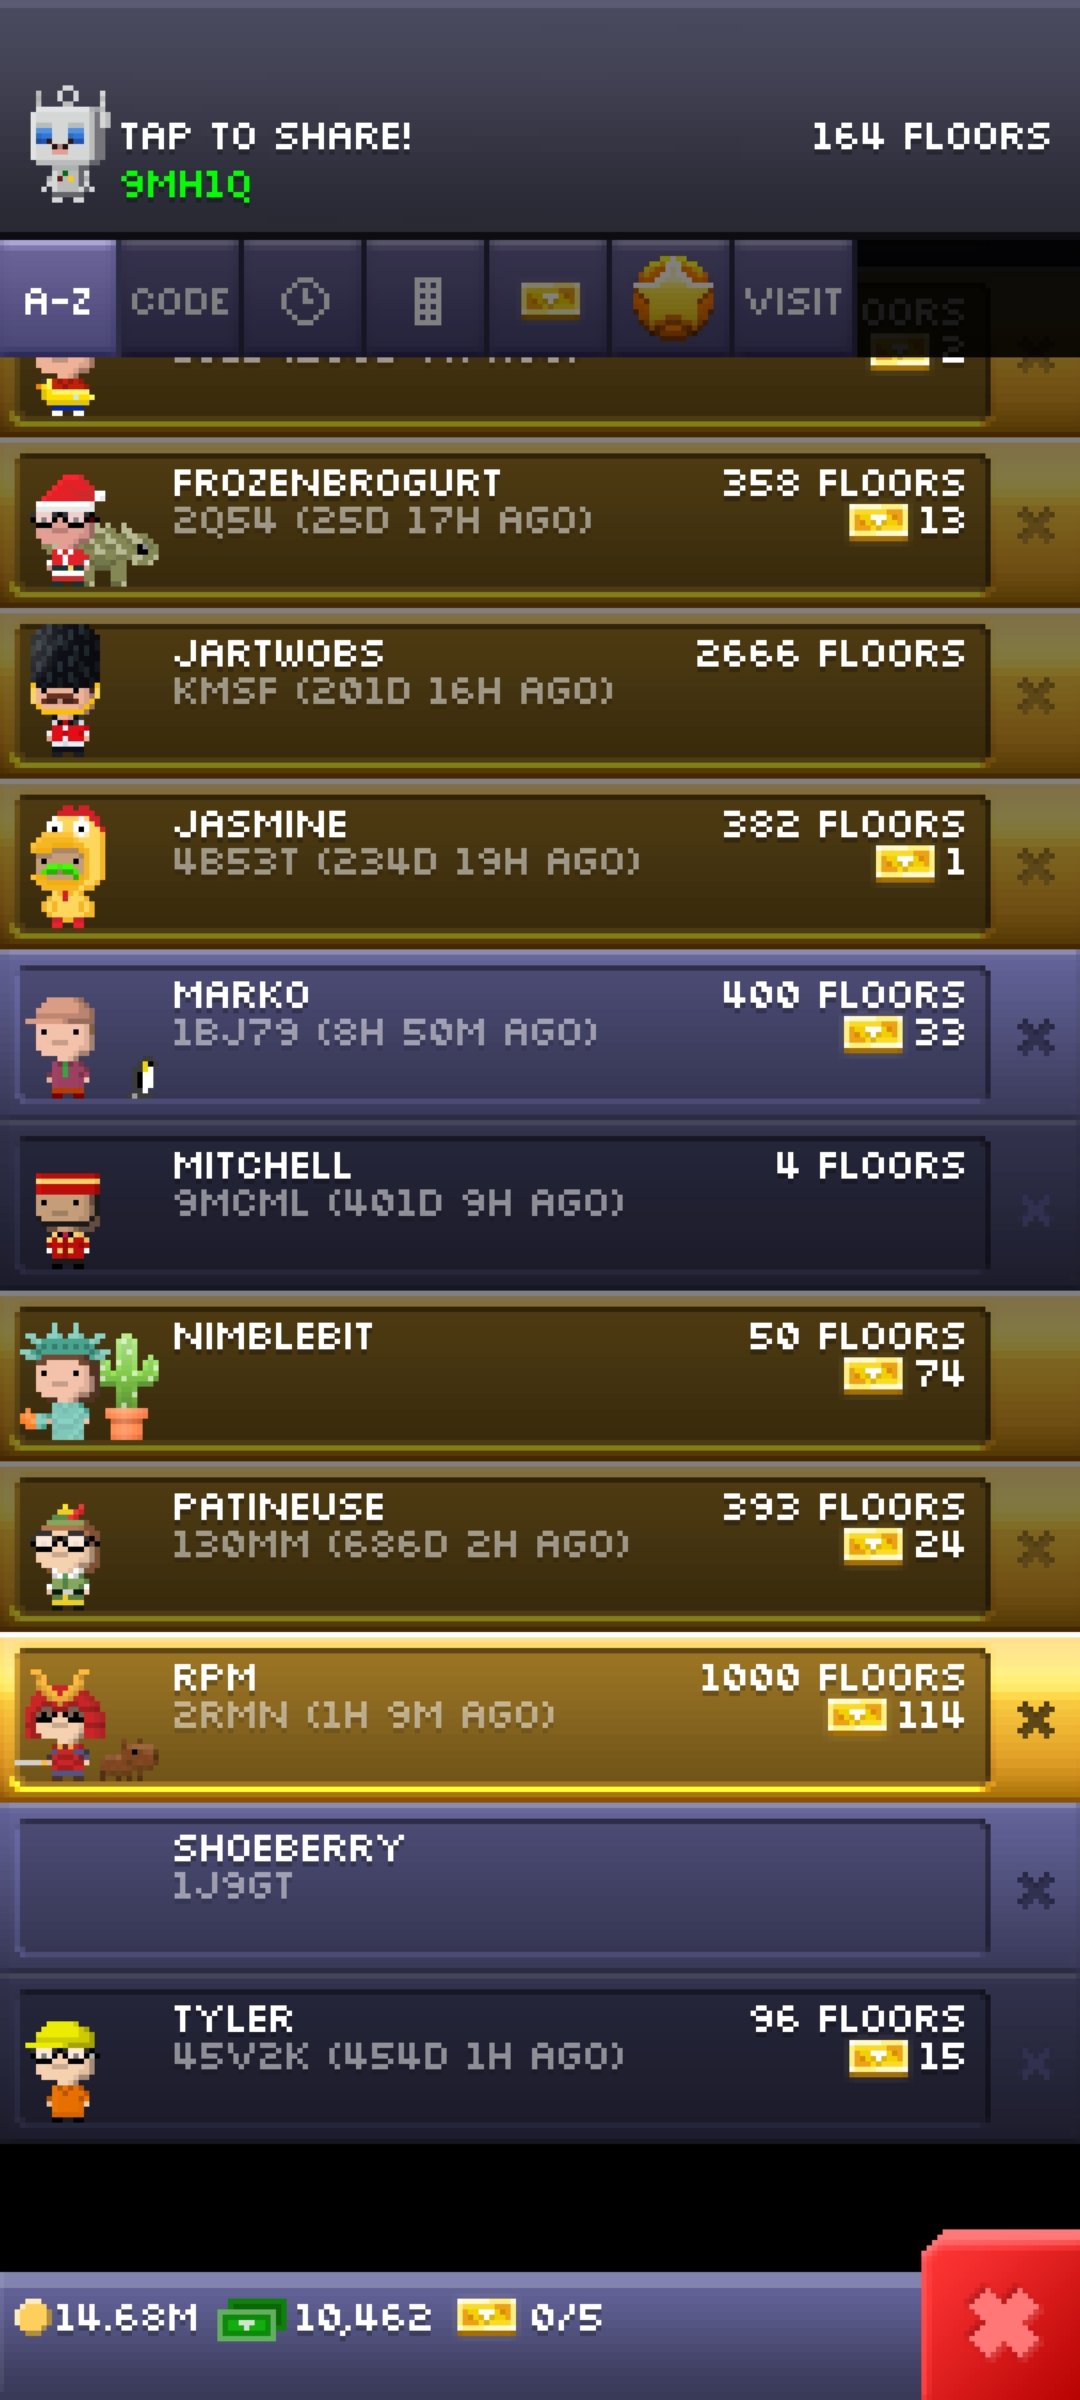 TAP TO SHARE!
164 FLOORS
9MH1Q
A-Z CODE VISIT
2
FROZENBROGURT 358 FLOORS
2Q54 (25D 17H AGO) 13
JARTWOBS 2666 FLOORS
KMSF (201D 16H AGO)
JASMINE 382 FLOORS
4B53T (234D 19H AGO) 1
MARKO 400 FLOORS
1BJ79 (8H 50M AGO) 33
MITCHELL 4 FLOORS
9MCML (401D 9H AGO)
NIMBLEBIT 50 FLOORS
74
PATINEUSE 393 FLOORS
130MM (686D 2H AGO) 24
RPM 1000 FLOORS
2RMN (1H 9M AGO) 114
SHOEBERRY
1J9GT
TYLER 96 FLOORS
45V2K (454D 1H AGO) 15
14.68M 10,462 0/5